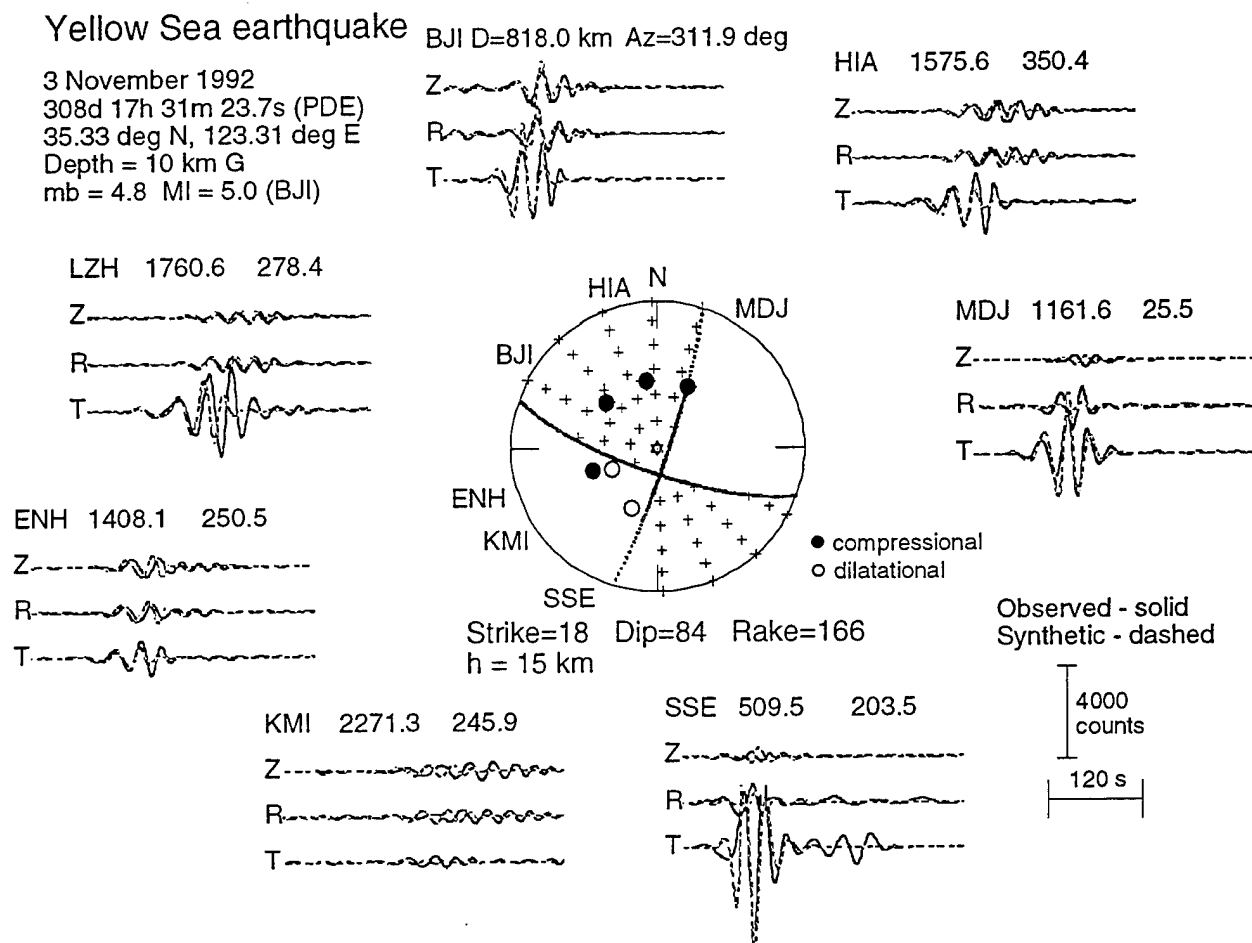 Yellow Sea earthquake
3 November 1992
308d 17h 31m 23.7s (PDE)
35.33 deg N, 123.31 deg E
Depth = 10 km G
mb = 4.8 Ml = 5.0 (BJI)
BJI D=818.0 km Az=311.9 deg
Z
R
T
HIA 1575.6 350.4
Z
R
T
LZH 1760.6 278.4
Z
R
T
HIA
N
MDJ
BJI
ENH
KMI
SSE
MDJ 1161.6 25.5
Z
R
T
ENH 1408.1 250.5
Z
R
T
compressional
dilatational
Strike=18 Dip=84 Rake=166
h = 15 km
Observed - solid
Synthetic - dashed
4000
counts
120 s
KMI 2271.3 245.9
Z
R
T
SSE 509.5 203.5
Z
R
T